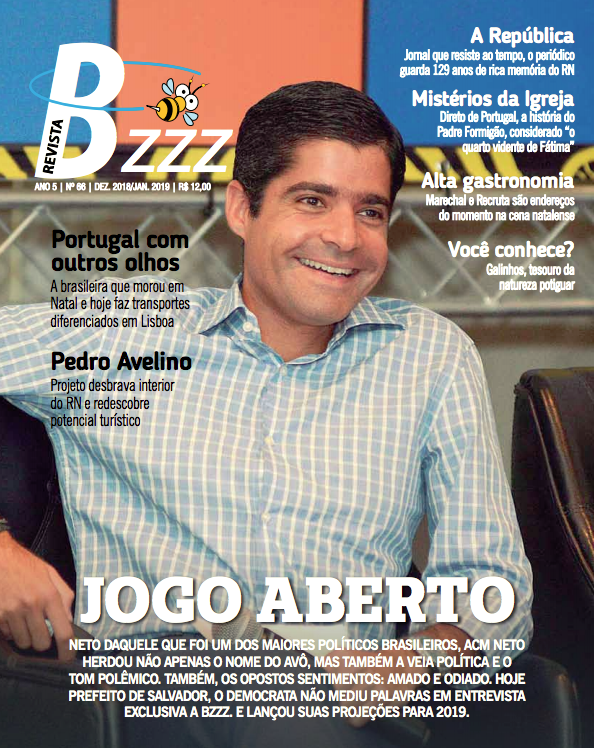 REVISTA
Bzzz
ANO 5 | Nº 66 | DEZ. 2018/JAN. 2019 | R$ 12,00
A República
Jornal que resiste ao tempo, o periódico
guarda 129 anos de rica memória do RN
Mistérios da Igreja
Direto de Portugal, a história do
Padre Formigão, considerado “o
quarto vidente de Fátima”
Alta gastronomia
Marechal e Recruta são endereços
do momento na cena natalense
Você conhece?
Galinhos, tesouro da
natureza potiguar
Portugal com
outros olhos
A brasileira que morou em
Natal e hoje faz transportes
diferenciados em Lisboa
Pedro Avelino
Projeto desbrava interior
do RN e redescobre
potencial turístico
JOGO ABERTO
NETO DAQUELE QUE FOI UM DOS MAIORES POLÍTICOS BRASILEIROS, ACM NETO
HERDOU NÃO APENAS O NOME DO AVÔ, MAS TAMBÉM A VEIA POLÍTICA E O
TOM POLÊMICO. TAMBÉM, OS OPOSTOS SENTIMENTOS: AMADO E ODIADO. HOJE
PREFEITO DE SALVADOR, O DEMOCRATA NÃO MEDIU PALAVRAS EM ENTREVISTA
EXCLUSIVA A BZZZ. E LANÇOU SUAS PROJEÇÕES PARA 2019.